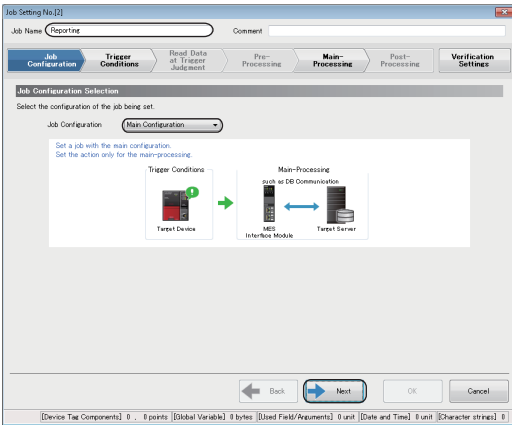 Job Setting No.[2]
Job Name Reporting Comment
Job Configuration
Trigger Conditions
Read Data at Trigger Judgment
Pre-Processing
Main-Processing
Post-Processing
Verification Settings
Job Configuration Selection
Select the configuration of the job being set.
Job Configuration Main Configuration
Set a job with the main configuration.
Set the action only for the main-processing.
Trigger Conditions Main-Processing
such as DB Communication
Target Device
MES Interface Module
Target Server
Back Next OK Cancel
[Device Tag Components] 0 , 0 points [Global Variable] 0 bytes [Used Field/Arguments] 0 unit [Date and Time] 0 unit [Character strings] 0